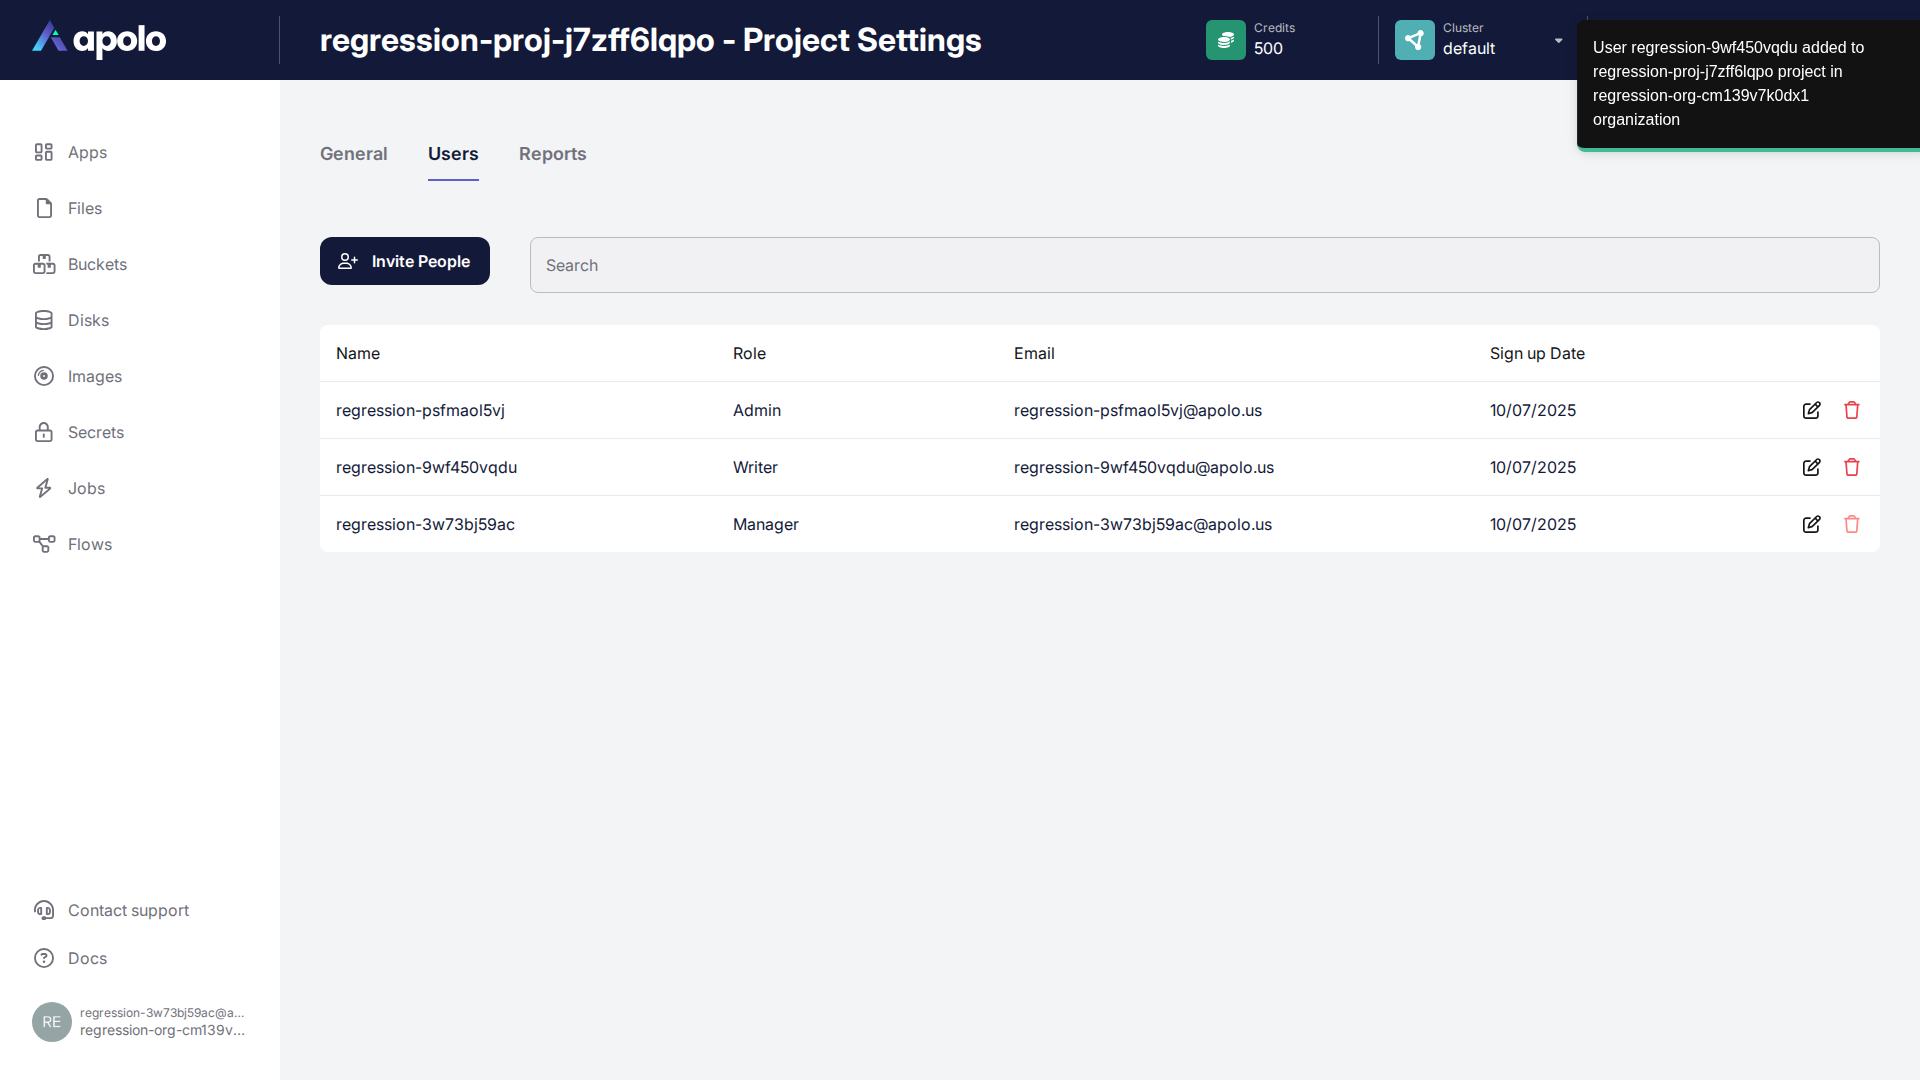 apolo
regression-proj-j7zff6lqpo - Project Settings
Credits
500
Cluster
default
User regression-9wf450vqdu added to
regression-proj-j7zff6lqpo project in
regression-org-cm139v7k0dx1
organization
Apps
Files
Buckets
Disks
Images
Secrets
Jobs
Flows
General Users Reports
Invite People
Search
Name Role Email Sign up Date
regression-psfmaol5vj Admin regression-psfmaol5vj@apolo.us 10/07/2025
regression-9wf450vqdu Writer regression-9wf450vqdu@apolo.us 10/07/2025
regression-3w73bj59ac Manager regression-3w73bj59ac@apolo.us 10/07/2025
Contact support
Docs
RE
regression-3w73bj59ac@a...
regression-org-cm139v...